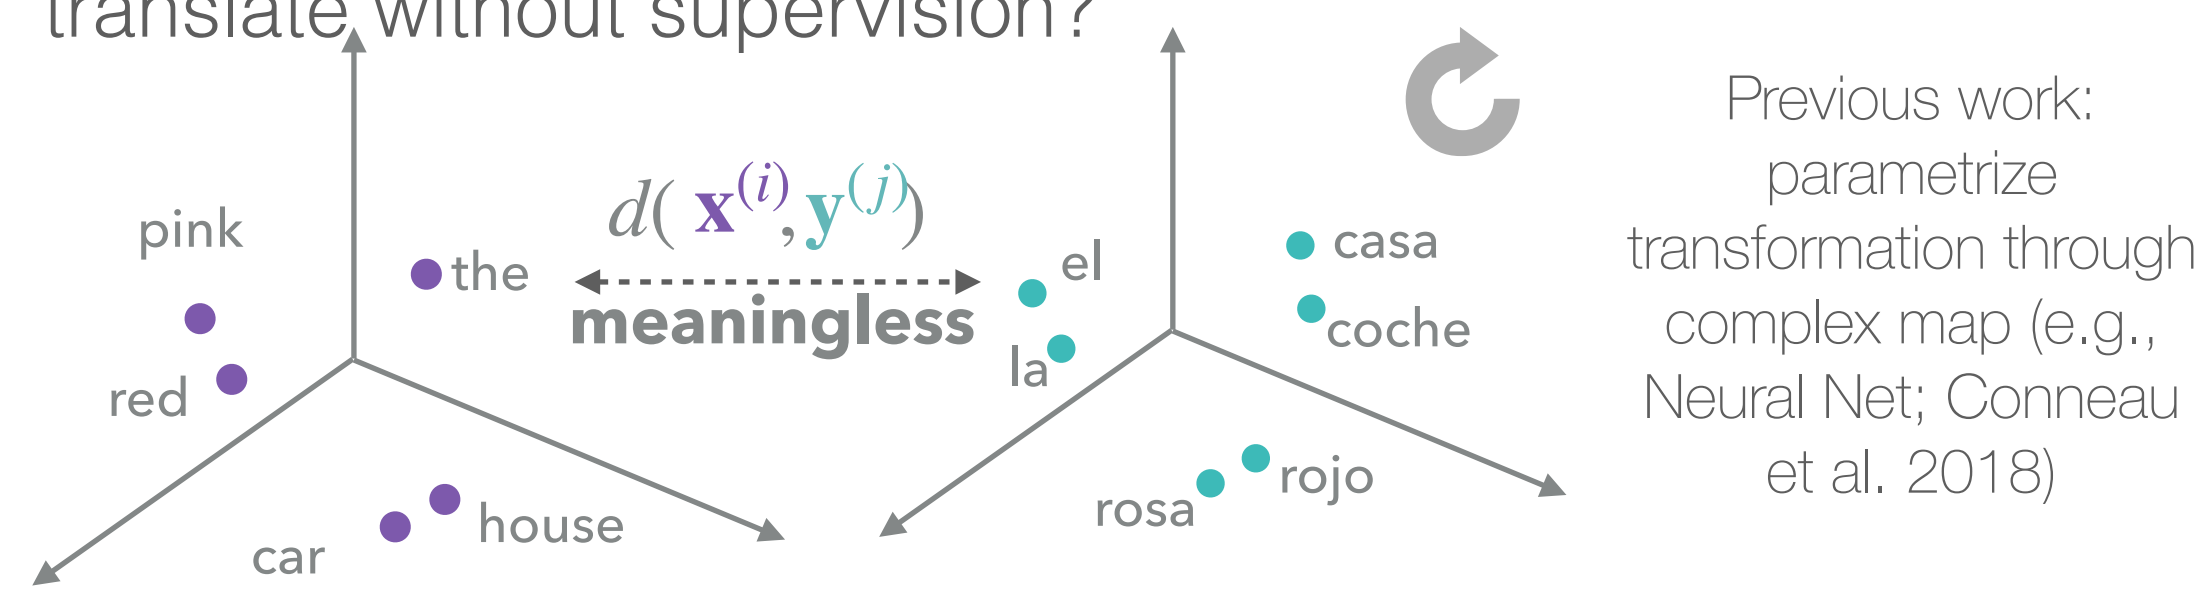 translate without supervision?
pink
the
red
car
house
d( x^(i), y^(j))
meaningless
el
la
casa
coche
rosa
rojo
Previous work:
parametrize
transformation through
complex map (e.g.,
Neural Net; Conneau
et al. 2018)